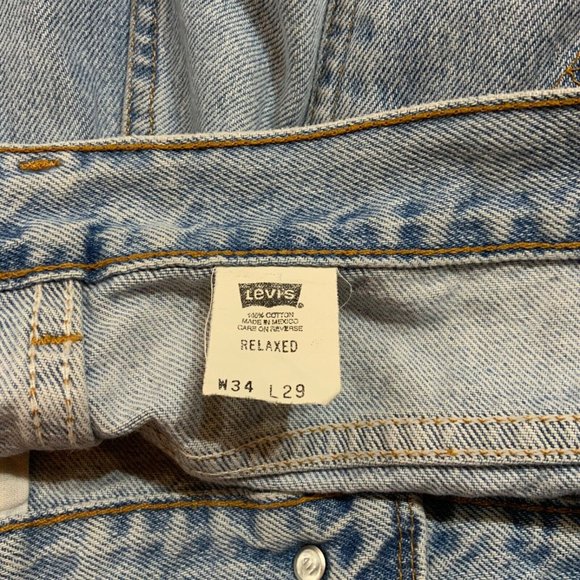 Levi's
100% COTTON
MADE IN MEXICO
CARE ON REVERSE
RELAXED
W34 L29